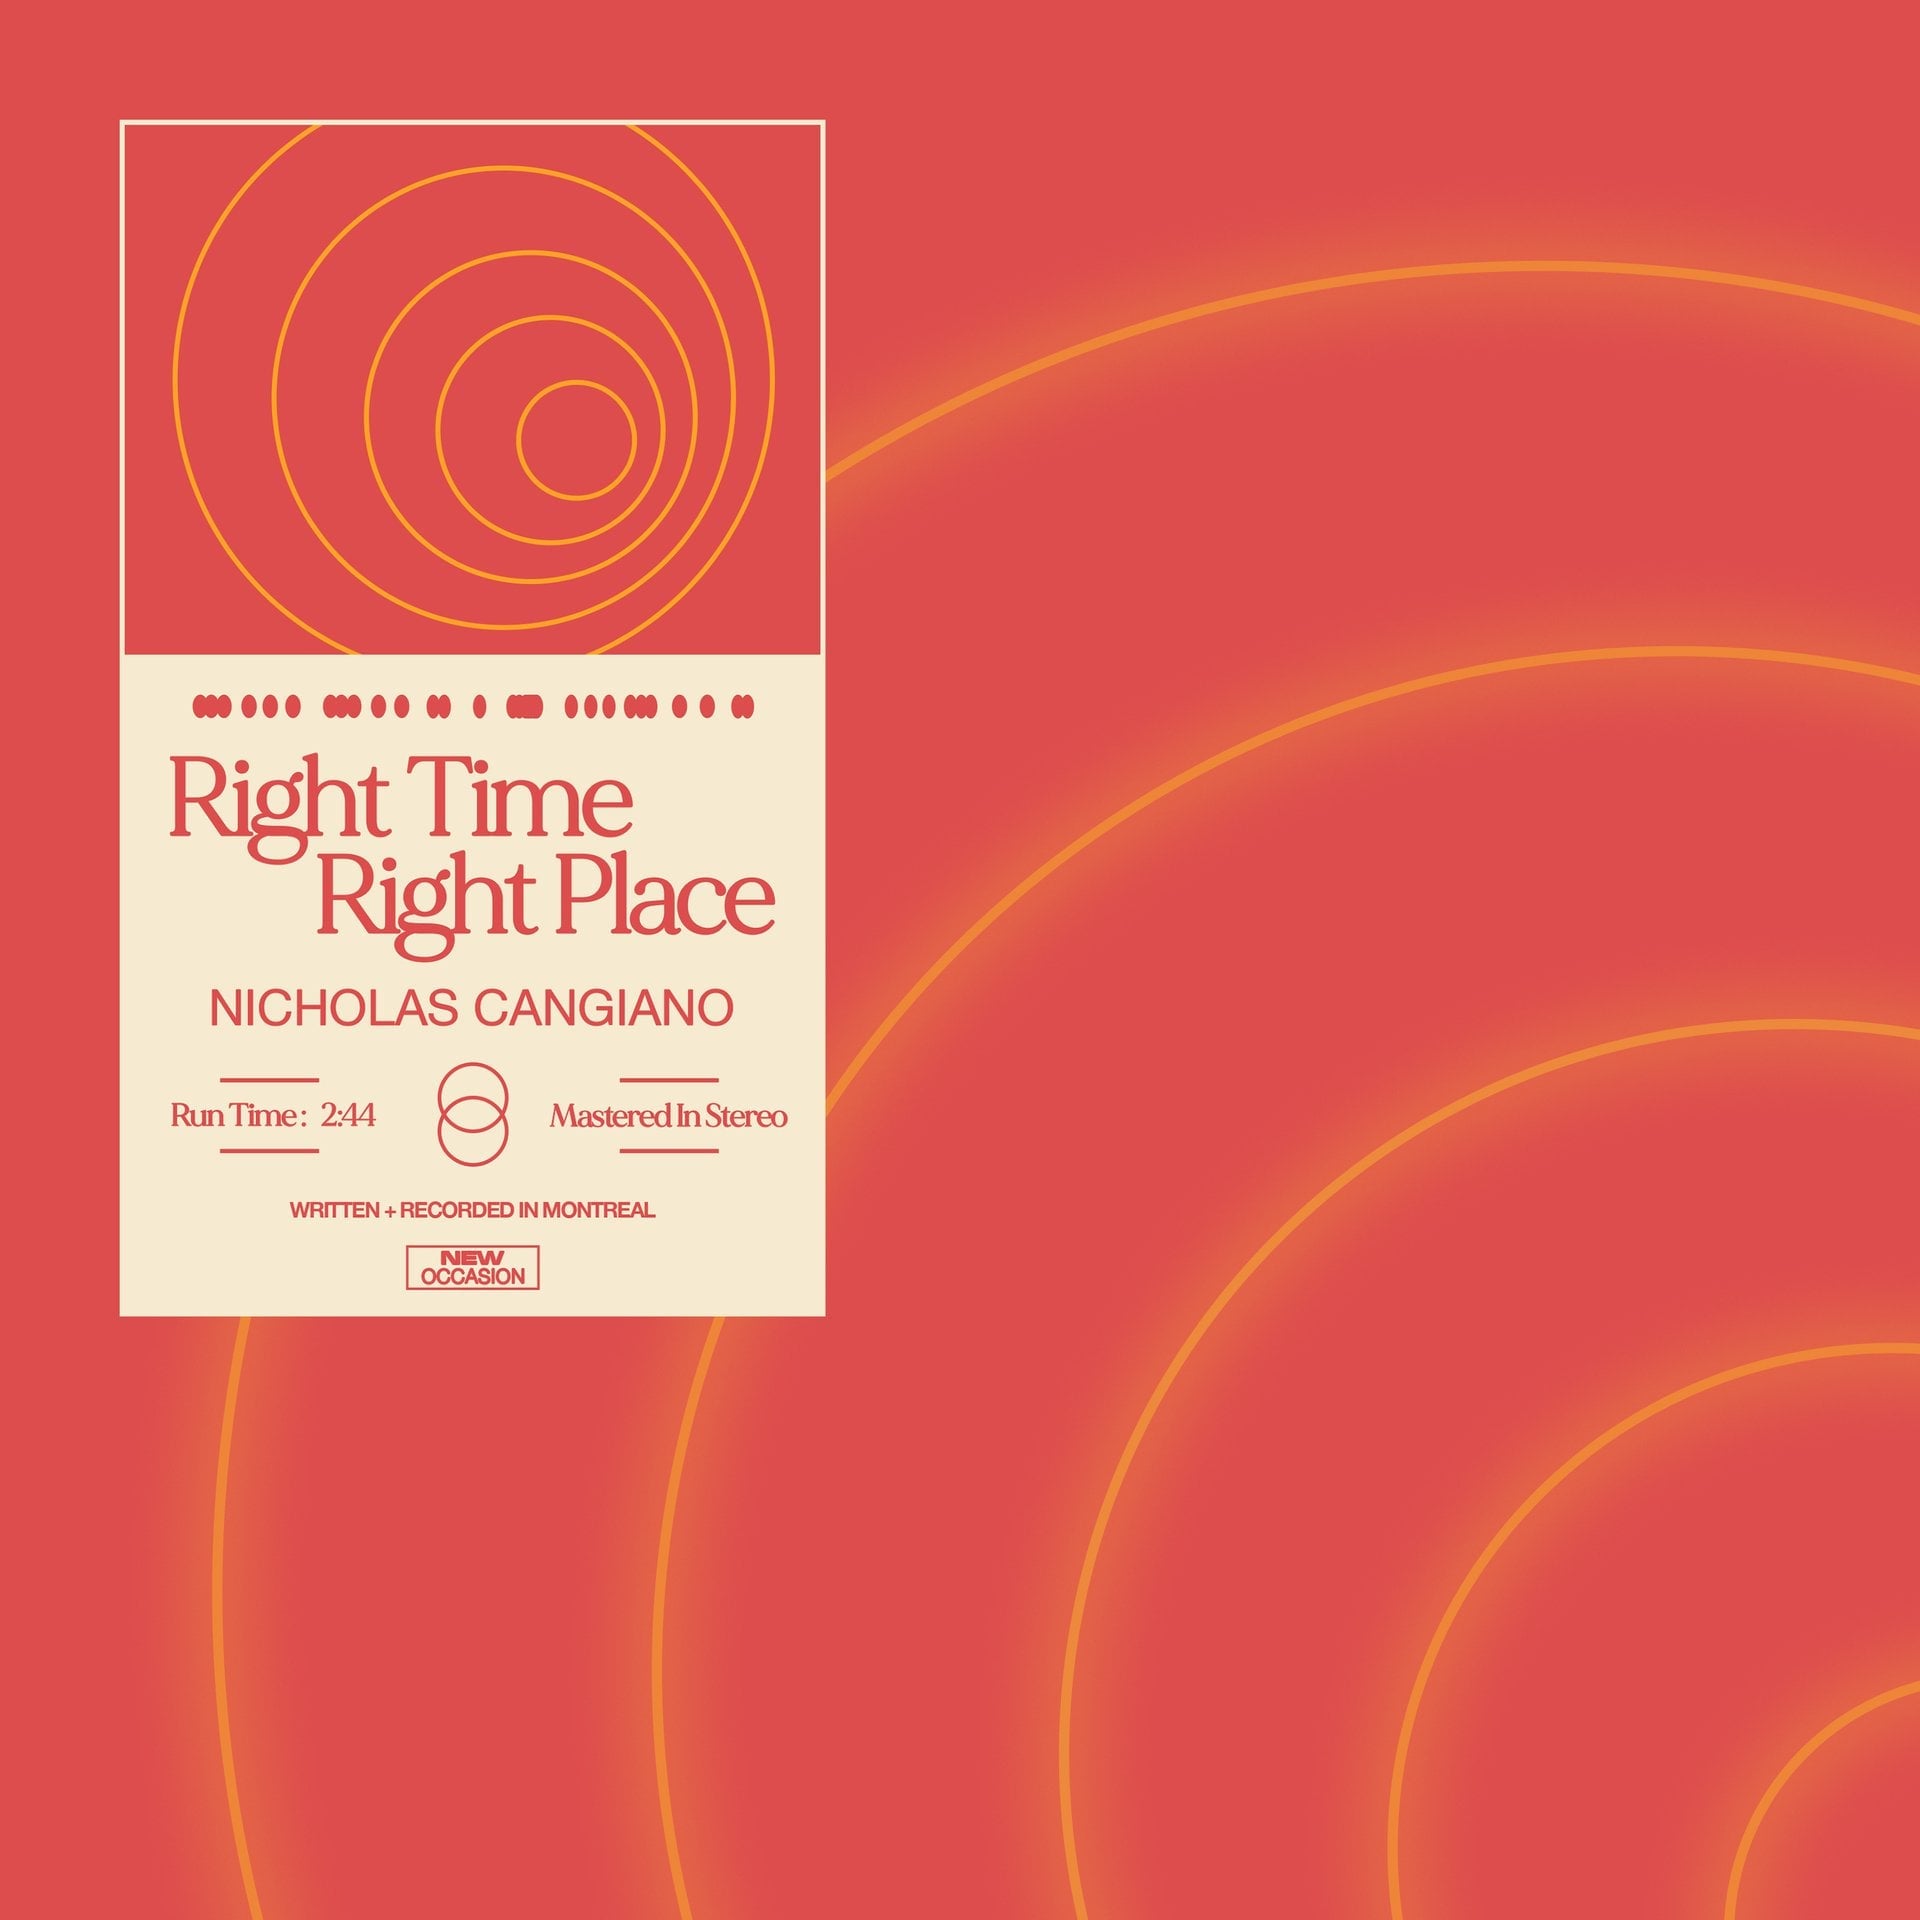 Right Time
Right Place
NICHOLAS CANGIANO
Run Time: 2:44
Mastered In Stereo
WRITTEN + RECORDED IN MONTREAL
NEW
OCCASION